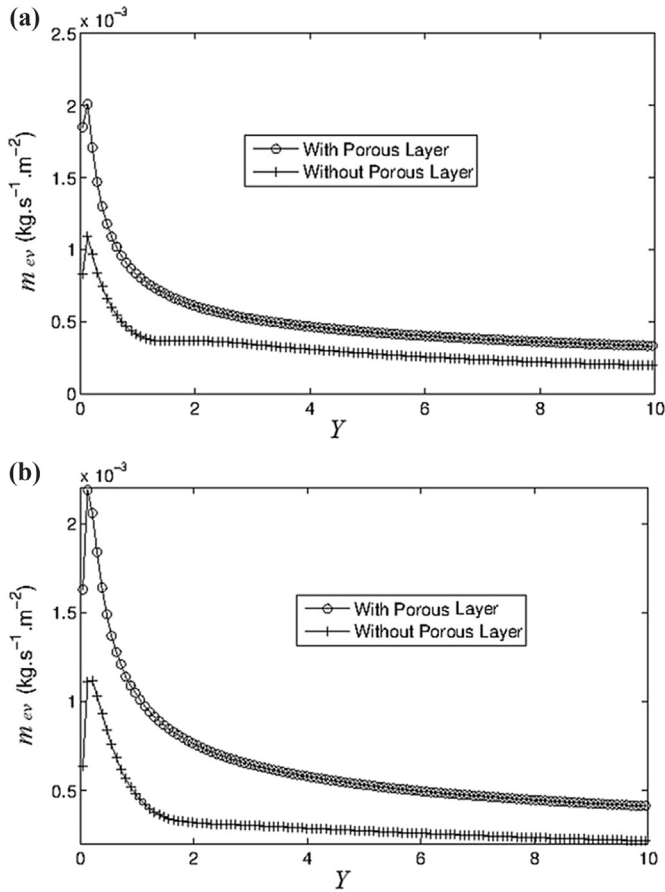 (a)
x 10⁻³
2.5
2
1.5
1
0.5
0
m ev (kg.s⁻¹.m⁻²)
With Porous Layer
Without Porous Layer
0 2 4 6 8 10
Y
(b)
x 10⁻³
2
1.5
1
0.5
m ev (kg.s⁻¹.m⁻²)
With Porous Layer
Without Porous Layer
0 2 4 6 8 10
Y